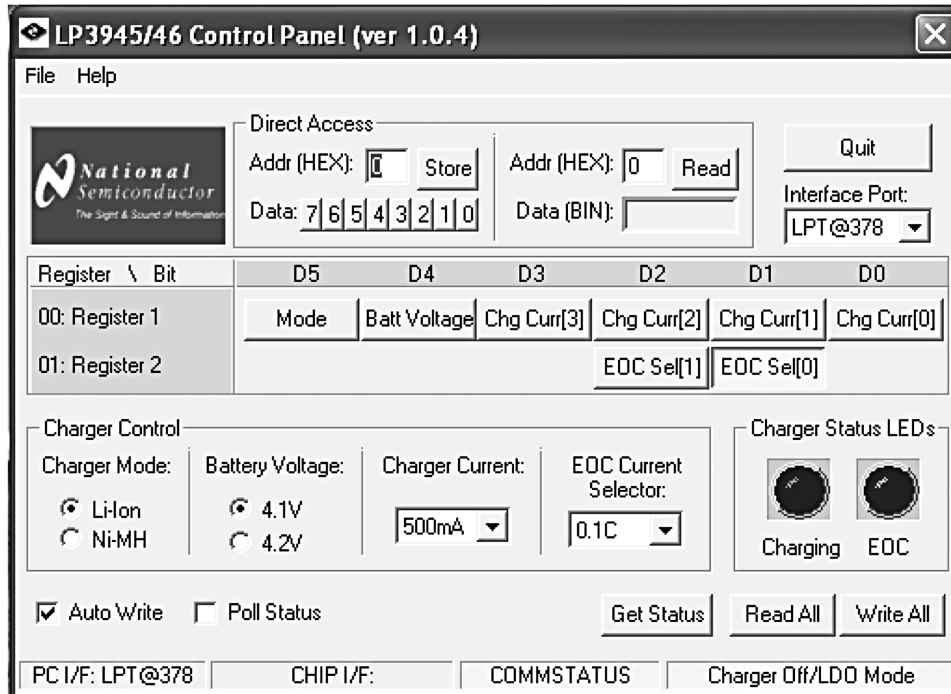 LP3945/46 Control Panel (ver 1.0.4)
File Help
National
Semiconductor
The Sight & Sound of Information
Direct Access
Addr (HEX): 0 Store
Data: 7 6 5 4 3 2 1 0
Addr (HEX): 0 Read
Data (BIN):
Quit
Interface Port:
LPT@378
Register \ Bit D5 D4 D3 D2 D1 D0
00: Register 1 Mode Batt Voltage Chg Curr[3] Chg Curr[2] Chg Curr[1] Chg Curr[0]
01: Register 2 EOC Sel[1] EOC Sel[0]
Charger Control
Charger Mode:
Li-Ion
Ni-MH
Battery Voltage:
4.1V
4.2V
Charger Current:
500mA
EOC Current
Selector:
0.1C
Charger Status LEDs
Charging EOC
Auto Write Poll Status Get Status Read All Write All
PC I/F: LPT@378 CHIP I/F: COMMSTATUS Charger Off/LDO Mode